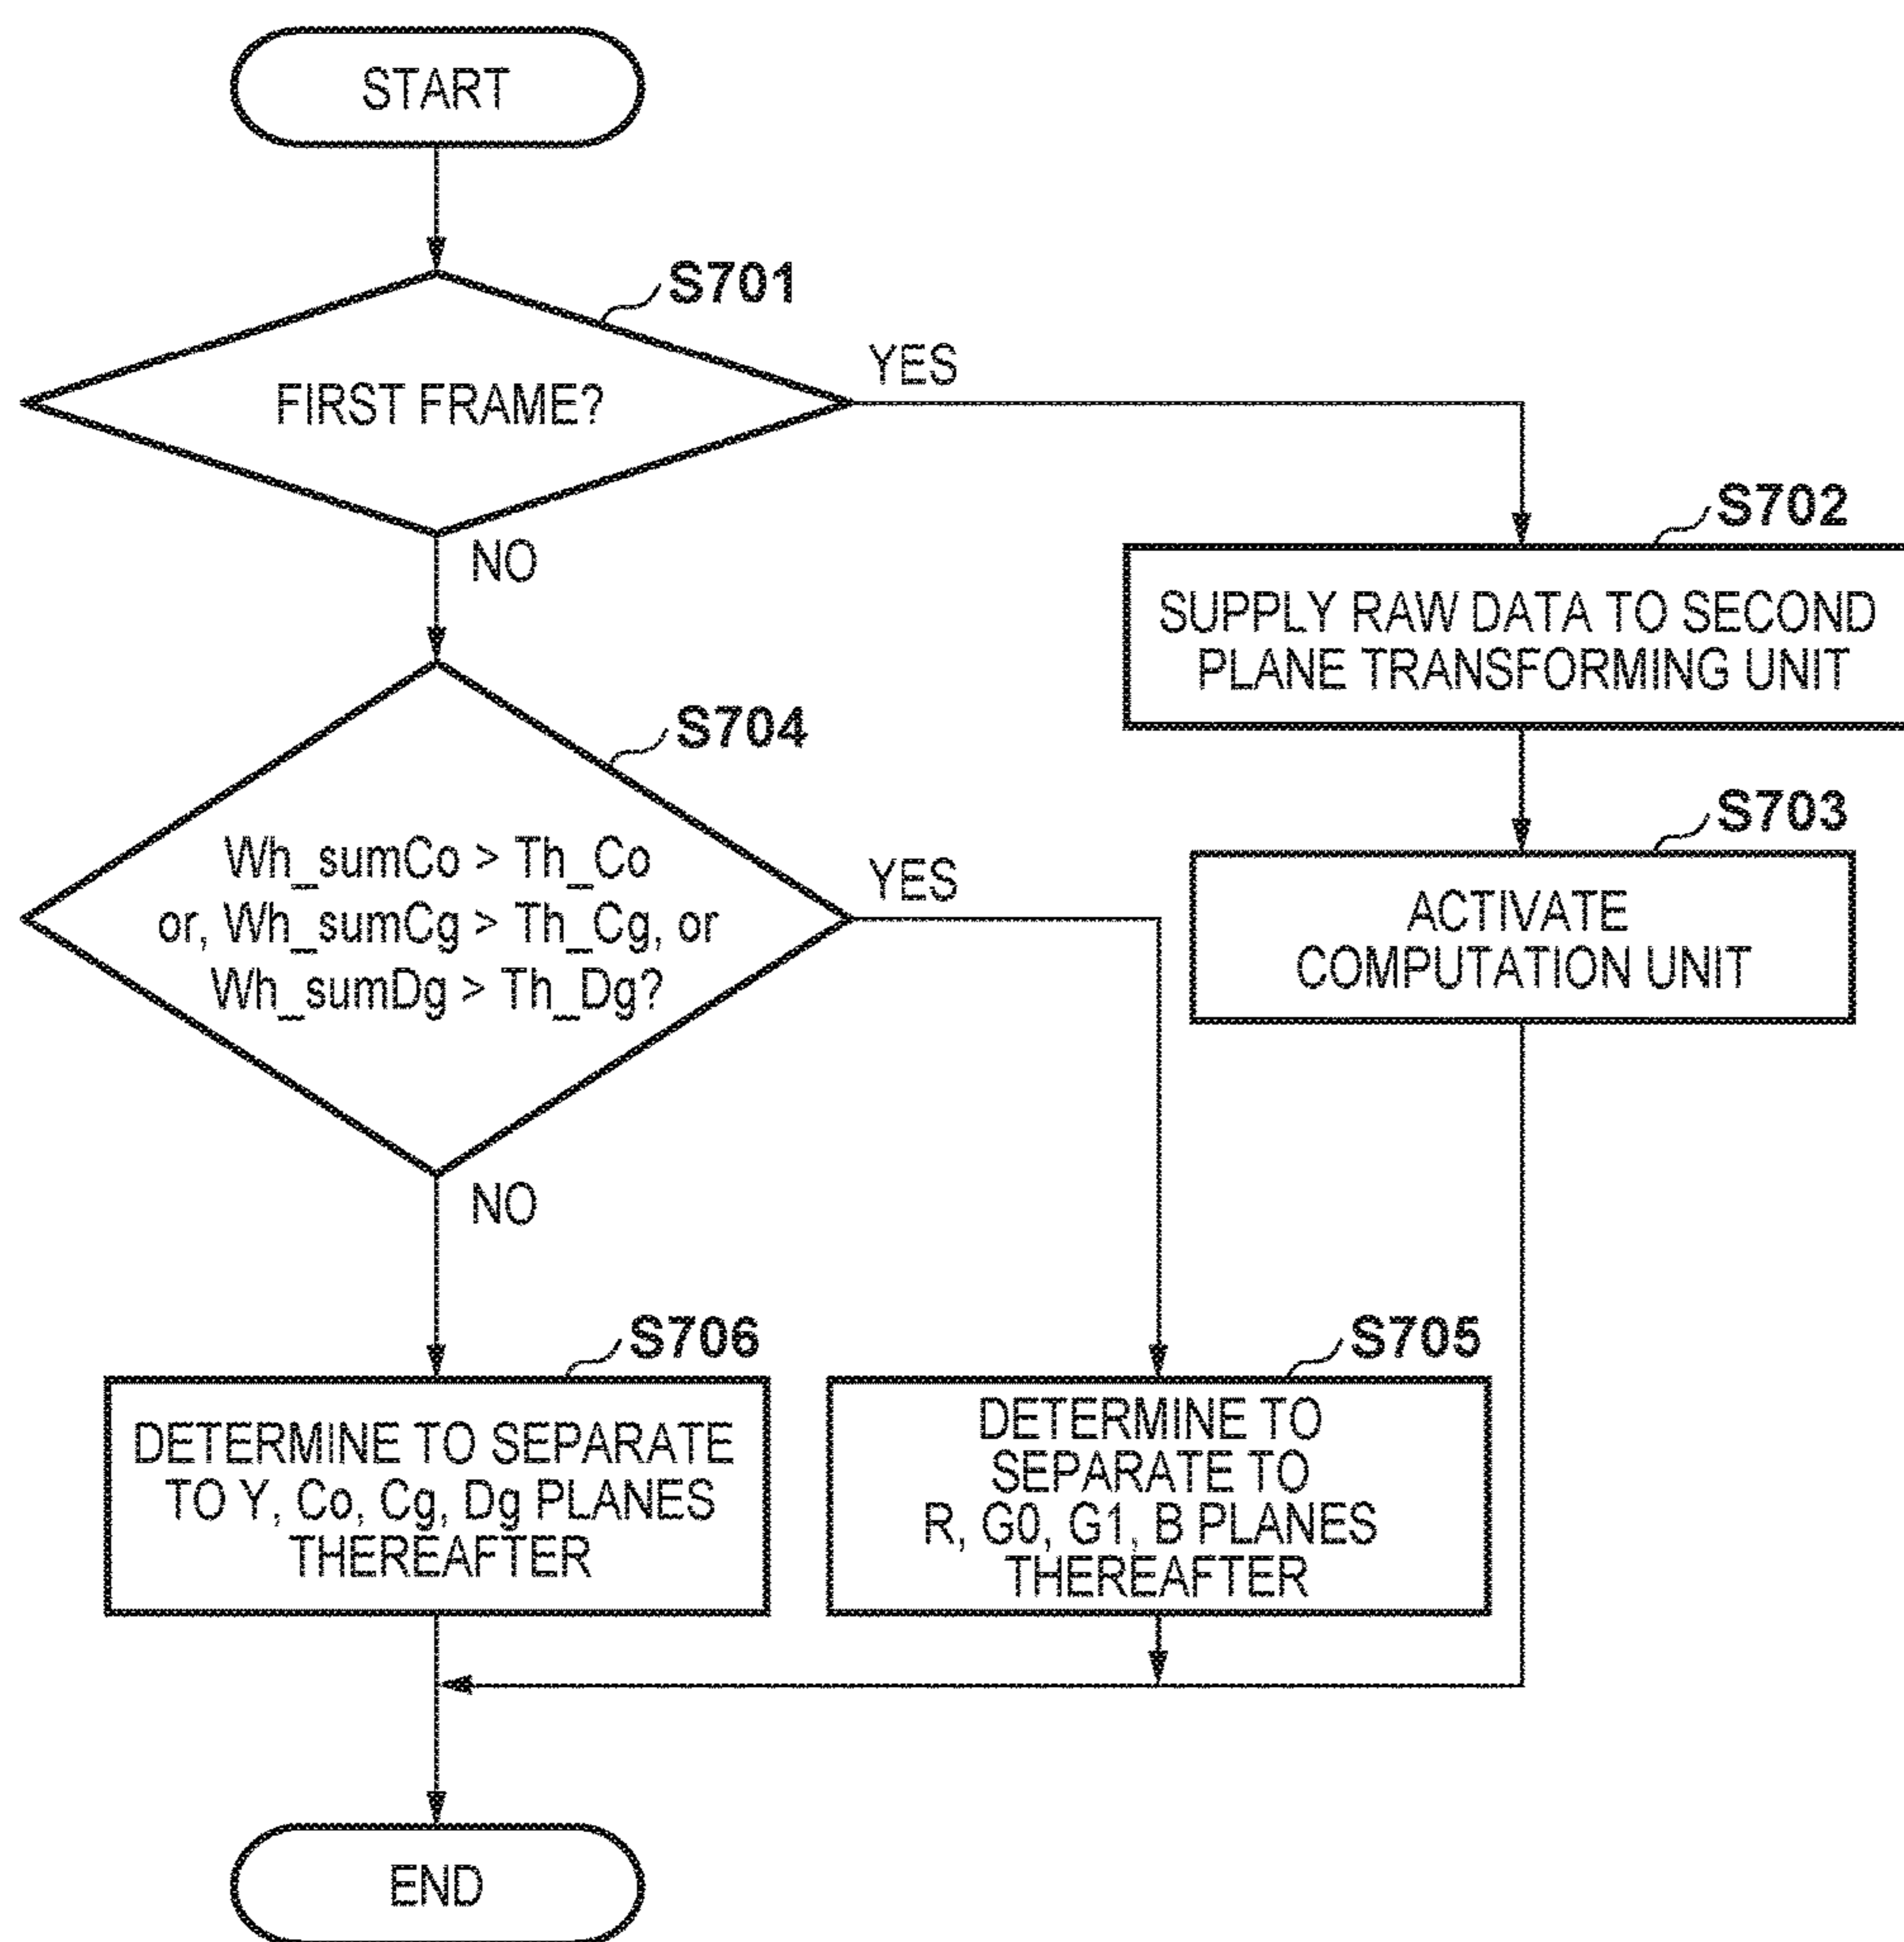 START
S701
FIRST FRAME?
YES
NO
S702
SUPPLY RAW DATA TO SECOND
PLANE TRANSFORMING UNIT
S704
Wh_sumCo > Th_Co
or, Wh_sumCg > Th_Cg, or
Wh_sumDg > Th_Dg?
YES
NO
S703
ACTIVATE
COMPUTATION UNIT
S706
DETERMINE TO SEPARATE
TO Y, Co, Cg, Dg PLANES
THEREAFTER
S705
DETERMINE TO
SEPARATE TO
R, G0, G1, B PLANES
THEREAFTER
END